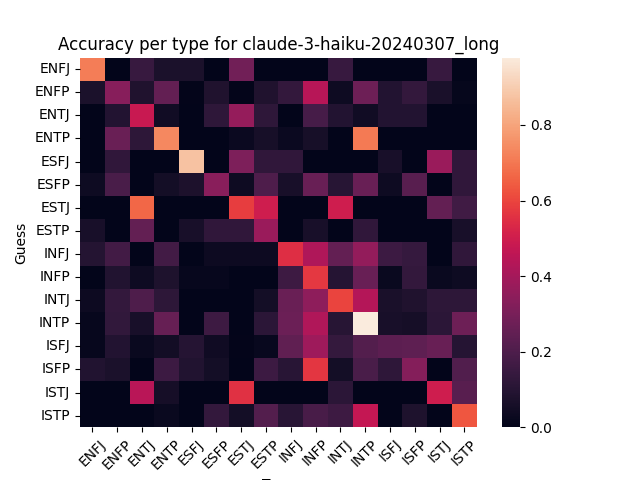 Accuracy per type for claude-3-haiku-20240307_long
ENFJ
ENFP
ENTJ
ENTP
ESFJ
ESFP
ESTJ
ESTP
INFJ
INFP
INTJ
INTP
ISFJ
ISFP
ISTJ
ISTP
Guess
ENFJ ENFP ENTJ ENTP ESFJ ESFP ESTJ ESTP INFJ INFP INTJ INTP ISFJ ISFP ISTJ ISTP
0.8
0.6
0.4
0.2
0.0